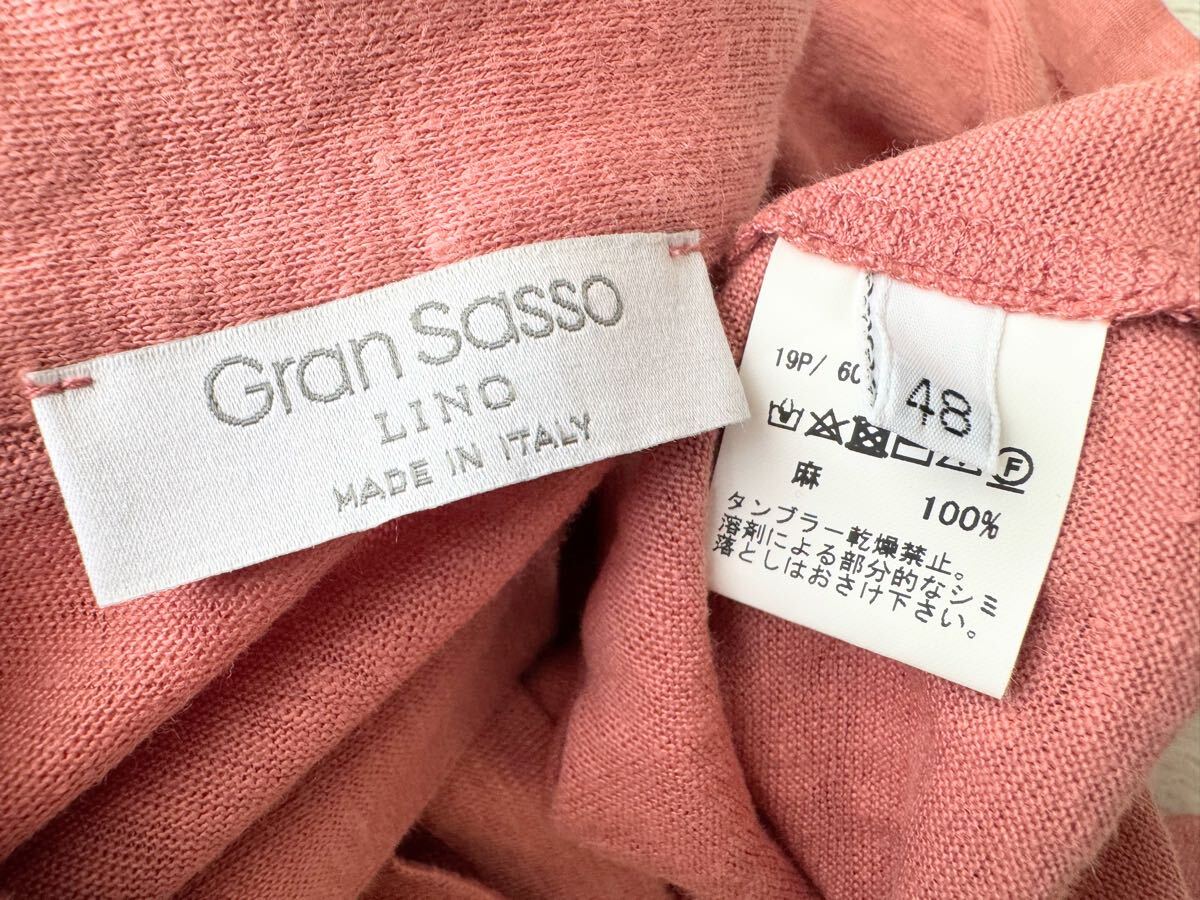 Gran Sasso
LINO
MADE IN ITALY
19P/
48
F
麻 100%
タンブラー乾燥禁止。
溶剤による部分的なシミ
落としはおさけ下さい。